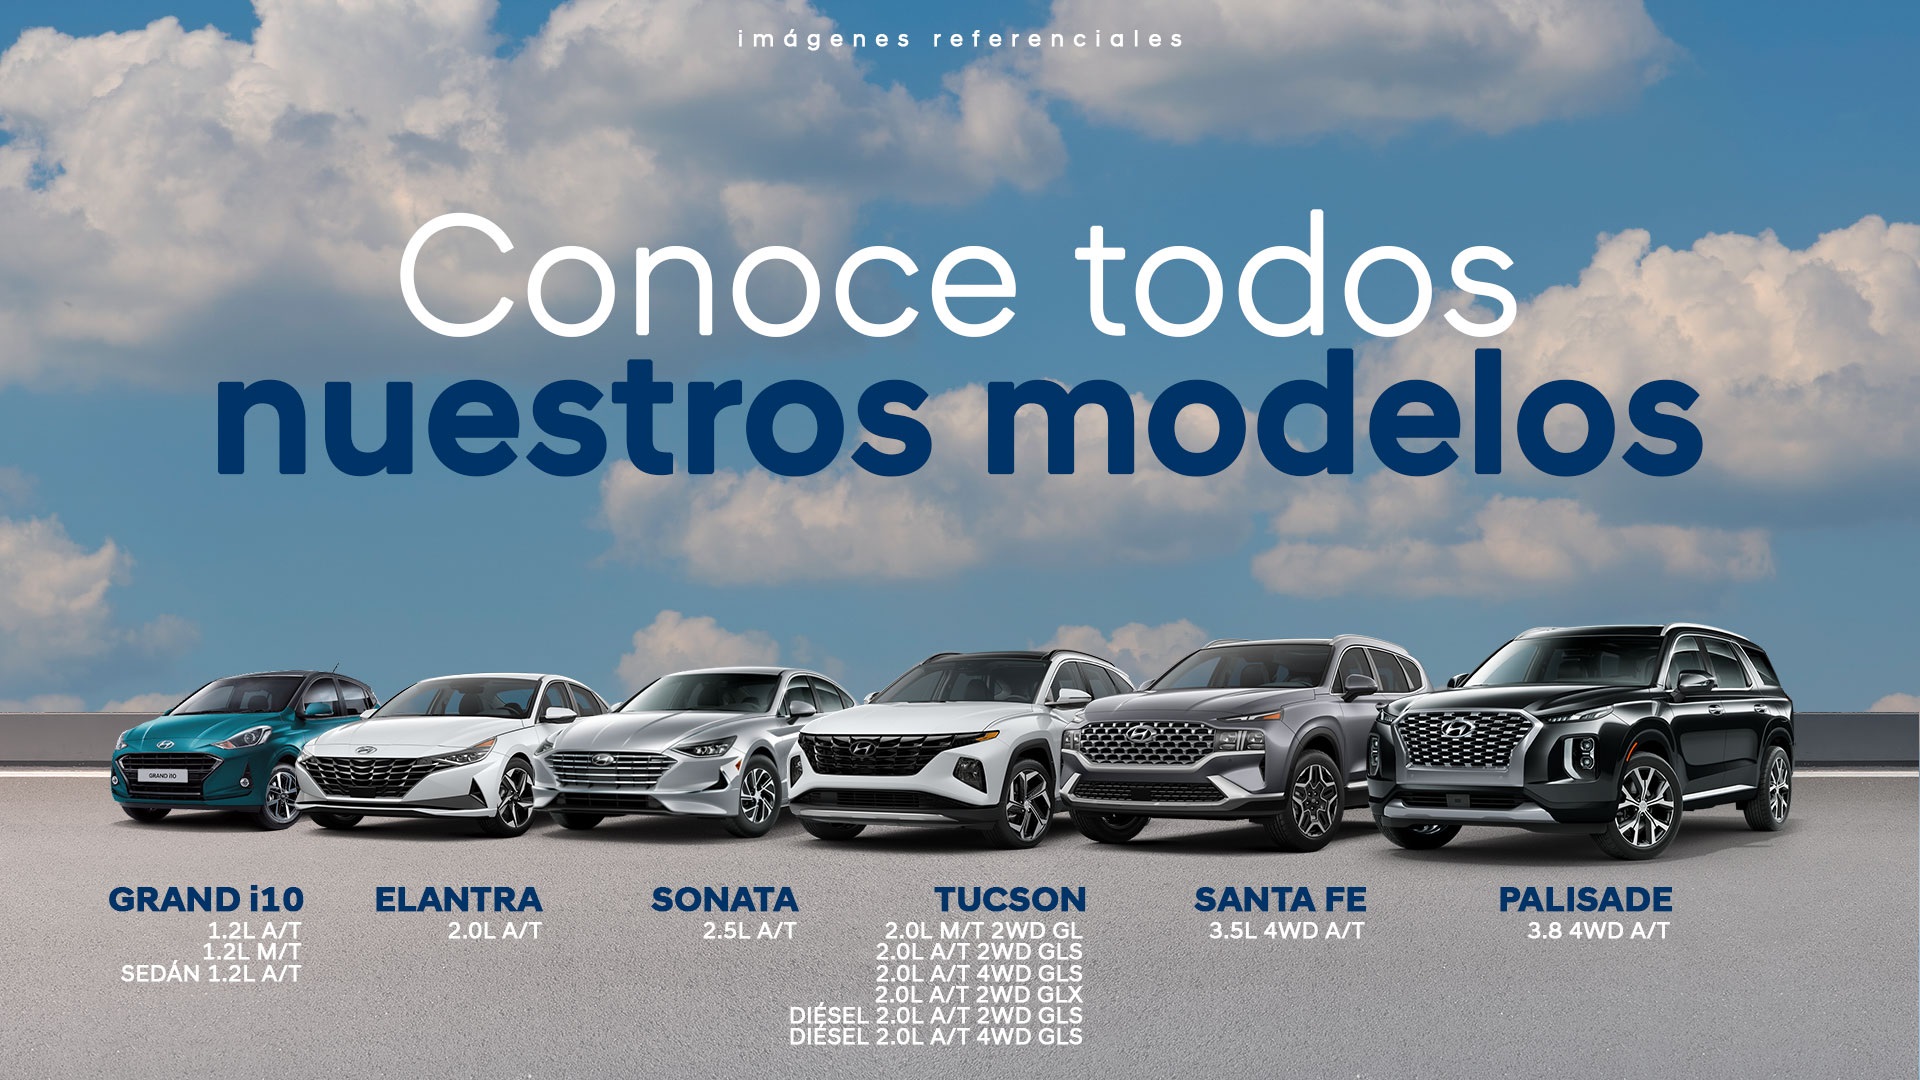 imágenes referenciales
Conoce todos
nuestros modelos
GRAND i10
GRAND i10
1.2L A/T
1.2L M/T
SEDÁN 1.2L A/T
ELANTRA
2.0L A/T
SONATA
2.5L A/T
TUCSON
2.0L M/T 2WD GL
2.0L A/T 2WD GLS
2.0L A/T 4WD GLS
2.0L A/T 2WD GLX
DIÉSEL 2.0L A/T 2WD GLS
DIÉSEL 2.0L A/T 4WD GLS
SANTA FE
3.5L 4WD A/T
PALISADE
3.8 4WD A/T